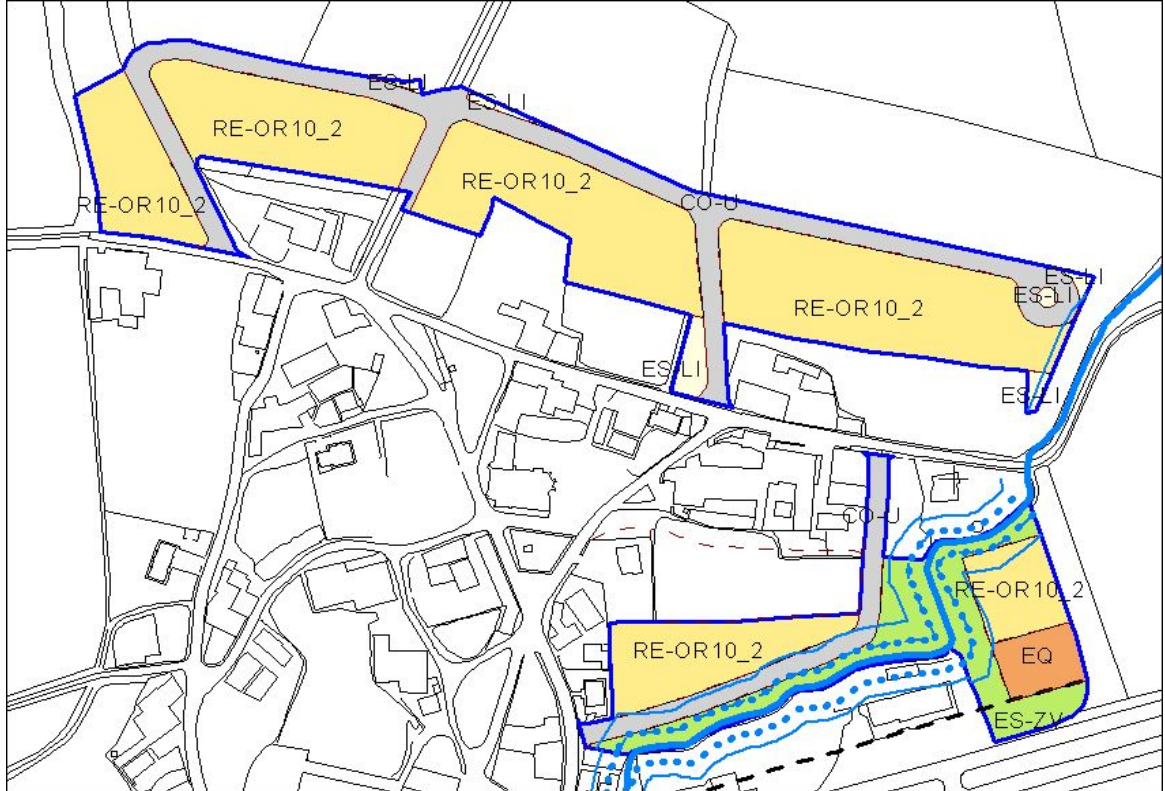 ES-LI
ES-LI
RE-OR10_2
RE-OR10_2
RE-OR10_2
CO-U
ES-LI
ES-LI
RE-OR10_2
ES-LI
ES-LI
CO-U
RE-OR10_2
RE-OR10_2
EQ
ES-ZV